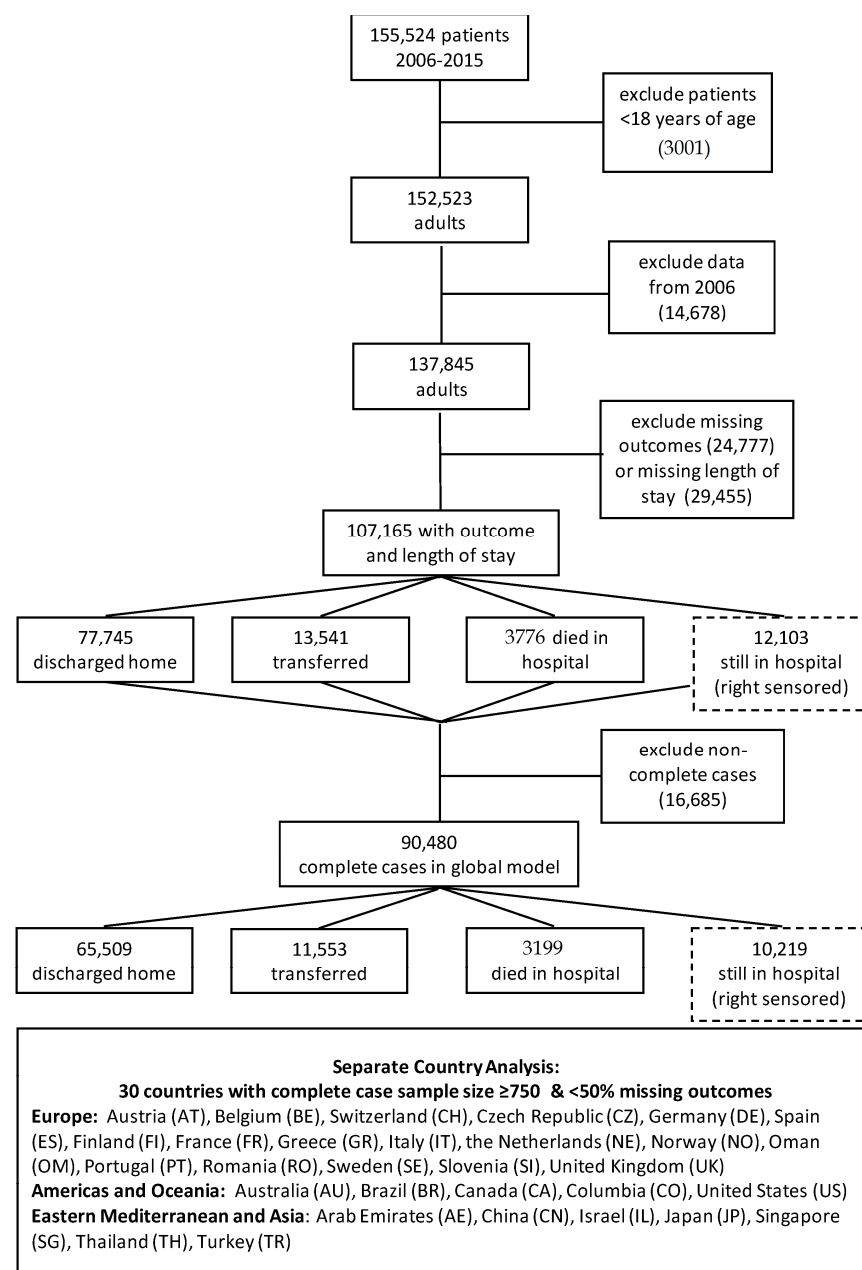 155,524 patients
2006-2015
exclude patients
<18 years of age
(3001)
152,523
adults
exclude data
from 2006
(14,678)
137,845
adults
exclude missing
outcomes (24,777)
or missing length of
stay (29,455)
107,165 with outcome
and length of stay
77,745
discharged home
13,541
transferred
3776 died in
hospital
12,103
still in hospital
(right sensored)
exclude non-
complete cases
(16,685)
90,480
complete cases in global model
65,509
discharged home
11,553
transferred
3199
died in hospital
10,219
still in hospital
(right sensored)
Separate Country Analysis:
30 countries with complete case sample size ≥750 & <50% missing outcomes
Europe: Austria (AT), Belgium (BE), Switzerland (CH), Czech Republic (CZ), Germany (DE), Spain
(ES), Finland (FI), France (FR), Greece (GR), Italy (IT), the Netherlands (NE), Norway (NO), Oman
(OM), Portugal (PT), Romania (RO), Sweden (SE), Slovenia (SI), United Kingdom (UK)
Americas and Oceania: Australia (AU), Brazil (BR), Canada (CA), Columbia (CO), United States (US)
Eastern Mediterranean and Asia: Arab Emirates (AE), China (CN), Israel (IL), Japan (JP), Singapore
(SG), Thailand (TH), Turkey (TR)